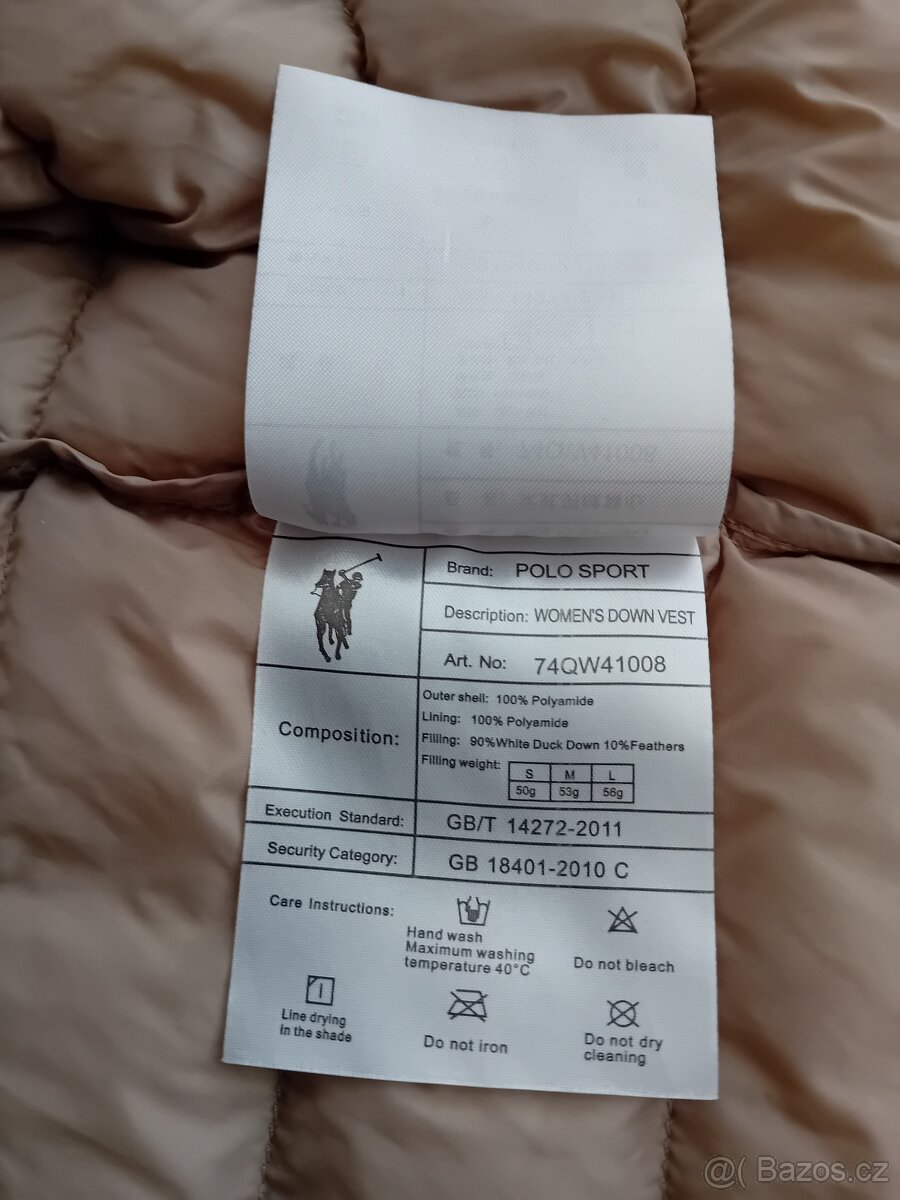 Brand: POLO SPORT
Description: WOMEN'S DOWN VEST
Art. No: 74QW41008
Composition:
Outer shell: 100% Polyamide
Lining: 100% Polyamide
Filling: 90%White Duck Down 10%Feathers
Filling weight:
S M L
50g 53g 56g
Execution Standard: GB/T 14272-2011
Security Category: GB 18401-2010 C
Care Instructions:
Hand wash
Maximum washing
temperature 40°C
Do not bleach
Line drying
in the shade
Do not iron
Do not dry
cleaning
@( Bazos.cz